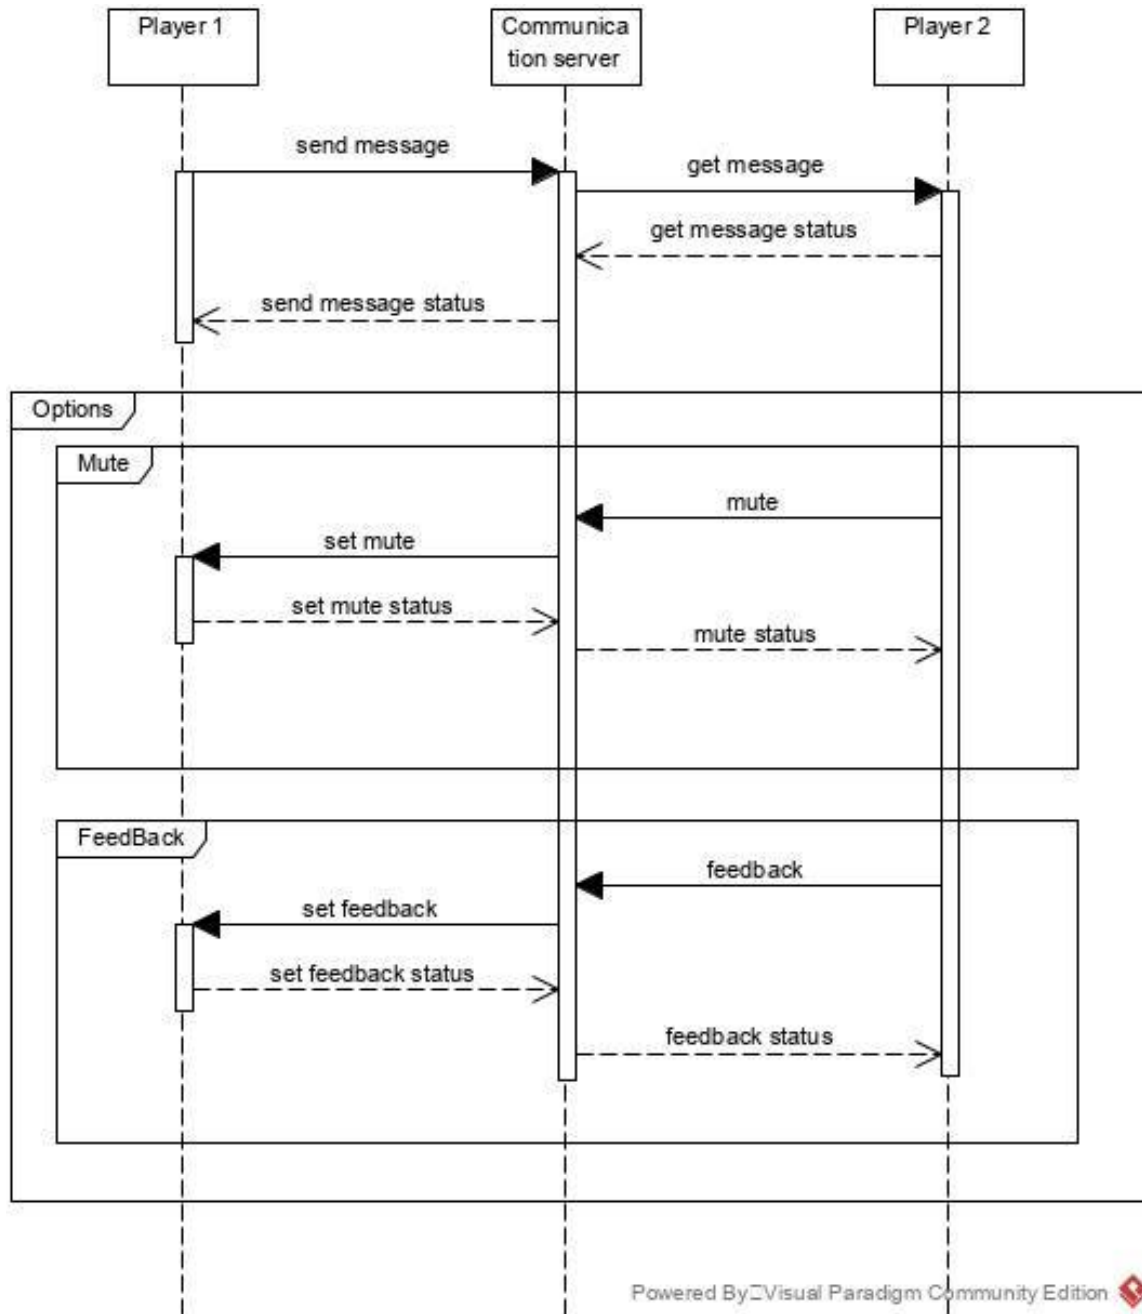 Player 1
Communica
tion server
Player 2
send message
get message
get message status
send message status
Options
Mute
mute
set mute
set mute status
mute status
FeedBack
feedback
set feedback
set feedback status
feedback status
Powered By Visual Paradigm Community Edition